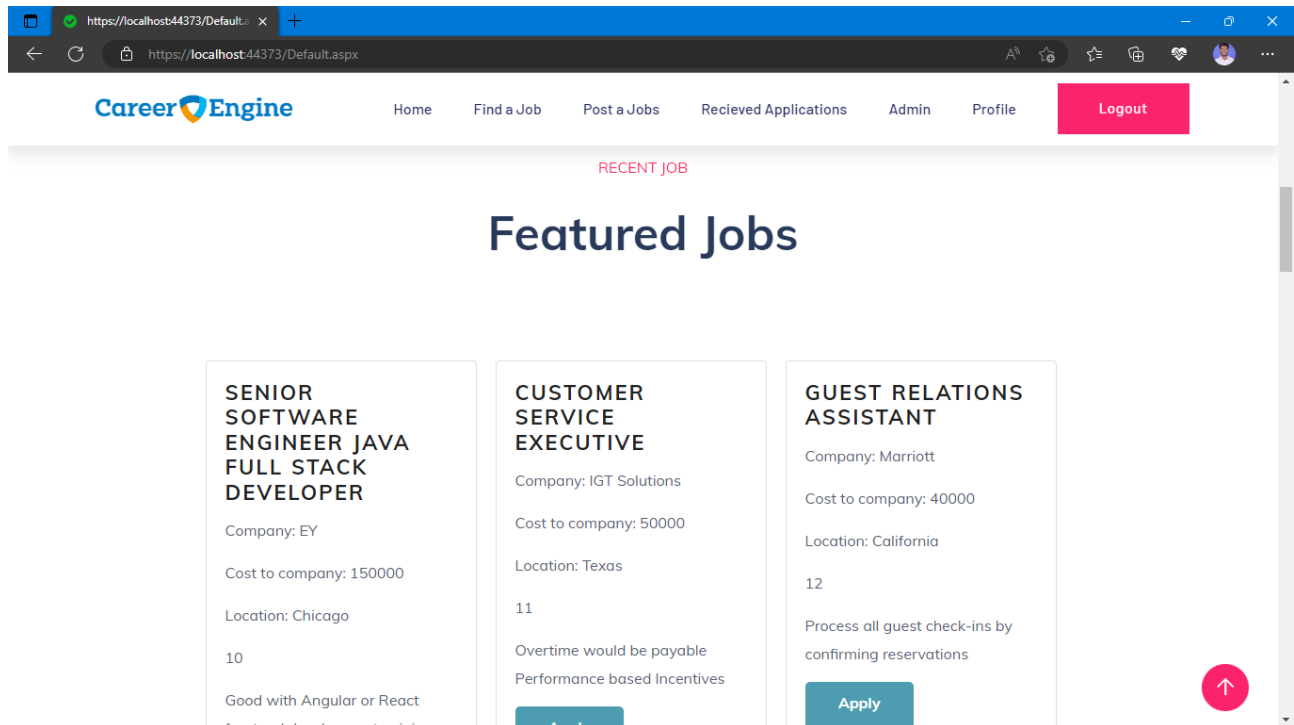 https://localhost:44373/Default.a
https://localhost:44373/Default.aspx
Career Engine
Home Find a Job Post a Jobs Recieved Applications Admin Profile Logout
RECENT JOB
Featured Jobs
SENIOR
SOFTWARE
ENGINEER JAVA
FULL STACK
DEVELOPER
Company: EY
Cost to company: 150000
Location: Chicago
10
Good with Angular or React
CUSTOMER
SERVICE
EXECUTIVE
Company: IGT Solutions
Cost to company: 50000
Location: Texas
11
Overtime would be payable
Performance based Incentives
GUEST RELATIONS
ASSISTANT
Company: Marriott
Cost to company: 40000
Location: California
12
Process all guest check-ins by
confirming reservations
Apply